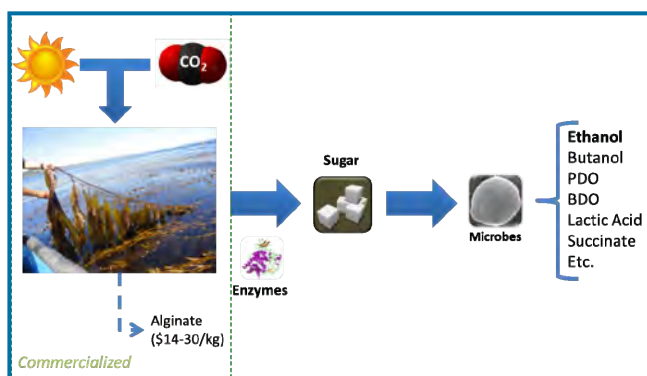 CO2
Sugar
Enzymes
Microbes
Ethanol
Butanol
PDO
BDO
Lactic Acid
Succinate
Etc.
Alginate
($14-30/kg)
Commercialized